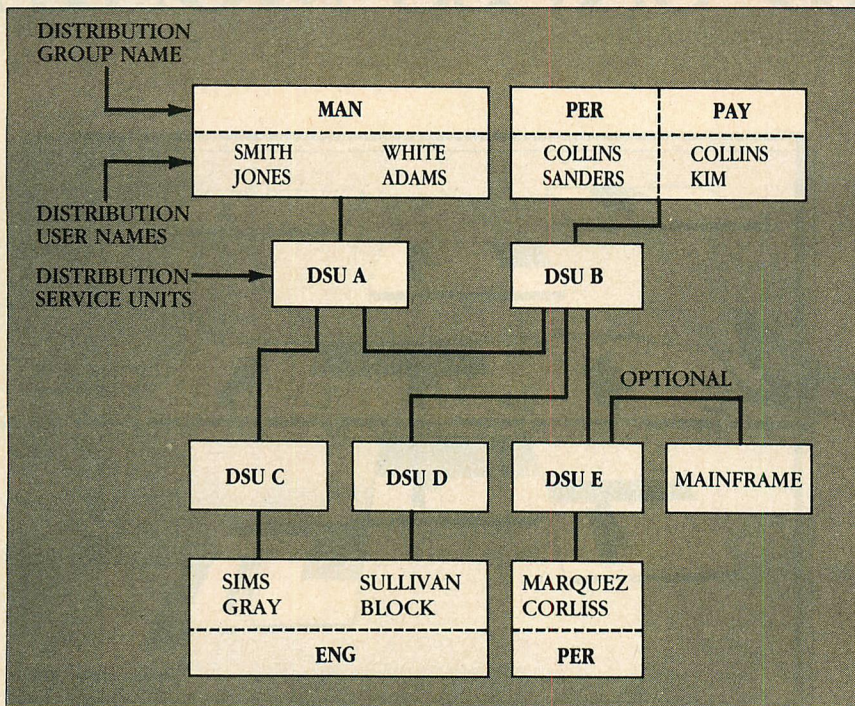 DISTRIBUTION
GROUP NAME
MAN
PER
PAY
SMITH
JONES
WHITE
ADAMS
COLLINS
SANDERS
COLLINS
KIM
DISTRIBUTION
USER NAMES
DISTRIBUTION
SERVICE UNITS
DSU A
DSU B
OPTIONAL
DSU C
DSU D
DSU E
MAINFRAME
SIMS
GRAY
SULLIVAN
BLOCK
MARQUEZ
CORLISS
ENG
PER